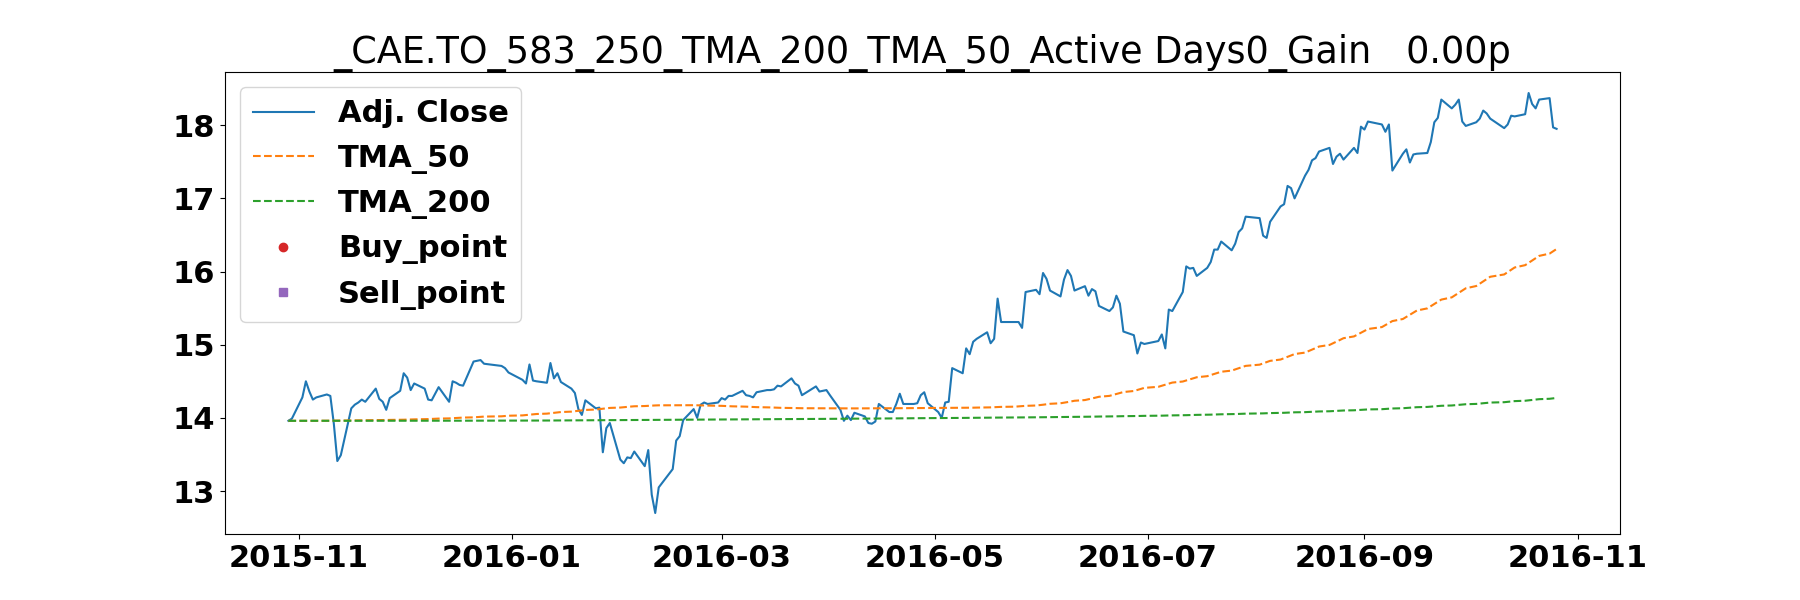 _CAE.TO_583_250_TMA_200_TMA_50_Active Days0_Gain   0.00p
Adj. Close
TMA_50
TMA_200
Buy_point
Sell_point
18
17
16
15
14
13
2015-11 2016-01 2016-03 2016-05 2016-07 2016-09 2016-11